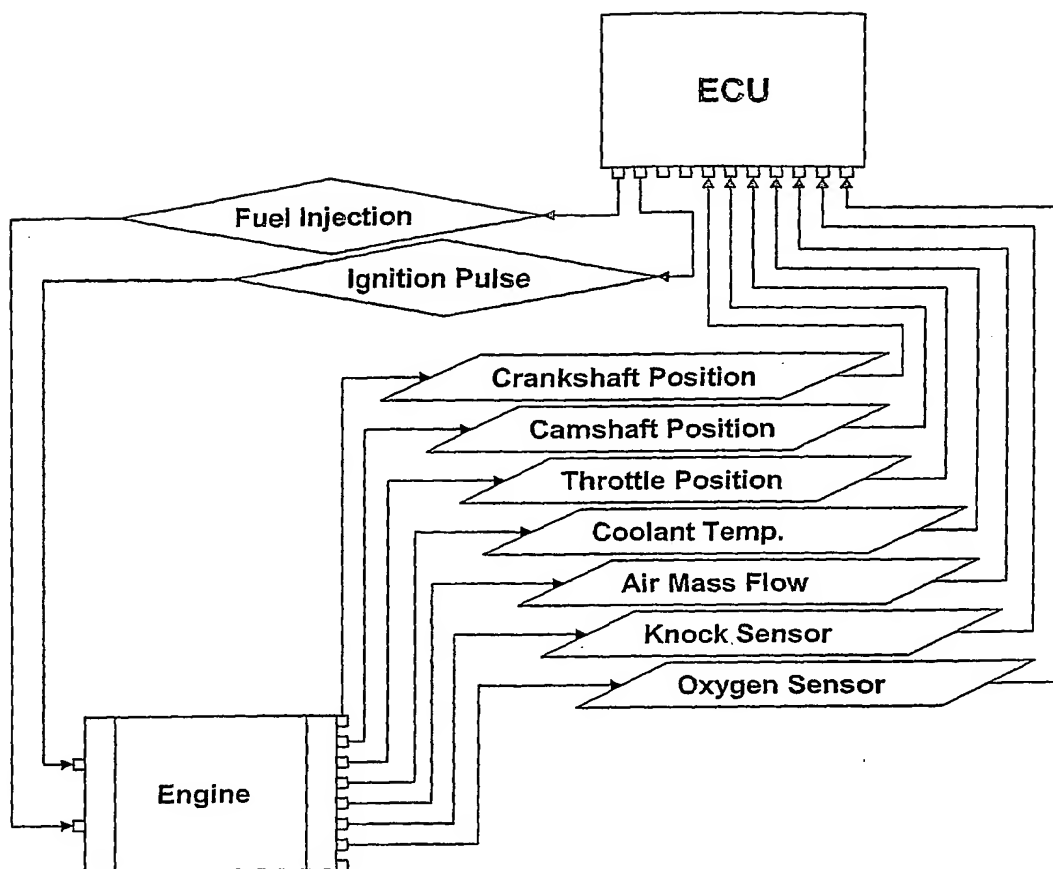 ECU
Fuel Injection
Ignition Pulse
Crankshaft Position
Camshaft Position
Throttle Position
Coolant Temp.
Air Mass Flow
Knock Sensor
Oxygen Sensor
Engine